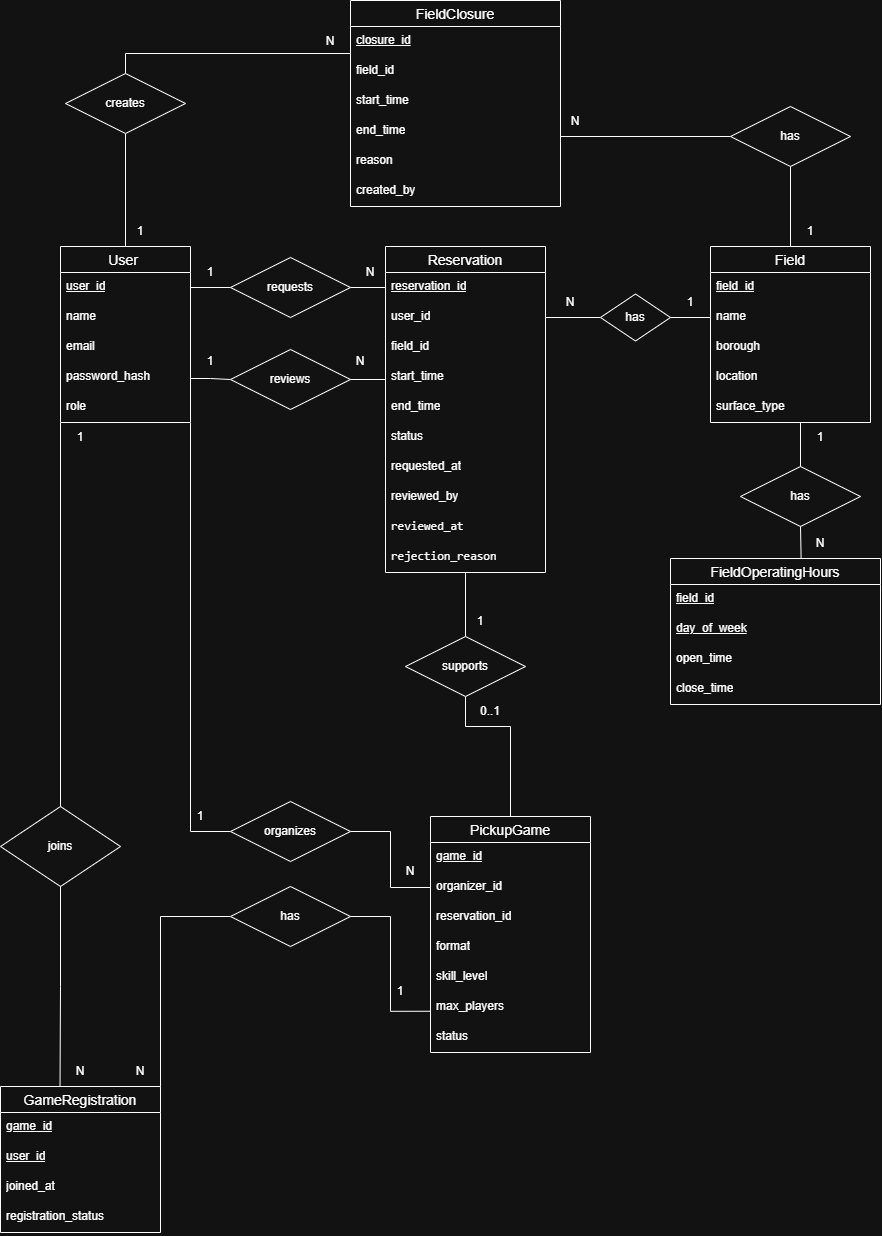 FieldClosure
closure_id
field_id
start_time
end_time
reason
created_by
N
creates
1
N
has
1
User
user_id
name
email
password_hash
role
1
requests
N
1
reviews
N
Reservation
reservation_id
user_id
field_id
start_time
end_time
status
requested_at
reviewed_by
reviewed_at
rejection_reason
N
has
1
Field
field_id
name
borough
location
surface_type
1
has
N
FieldOperatingHours
field_id
day_of_week
open_time
close_time
1
1
supports
0..1
joins
1
organizes
N
has
1
PickupGame
game_id
organizer_id
reservation_id
format
skill_level
max_players
status
N
N
GameRegistration
game_id
user_id
joined_at
registration_status